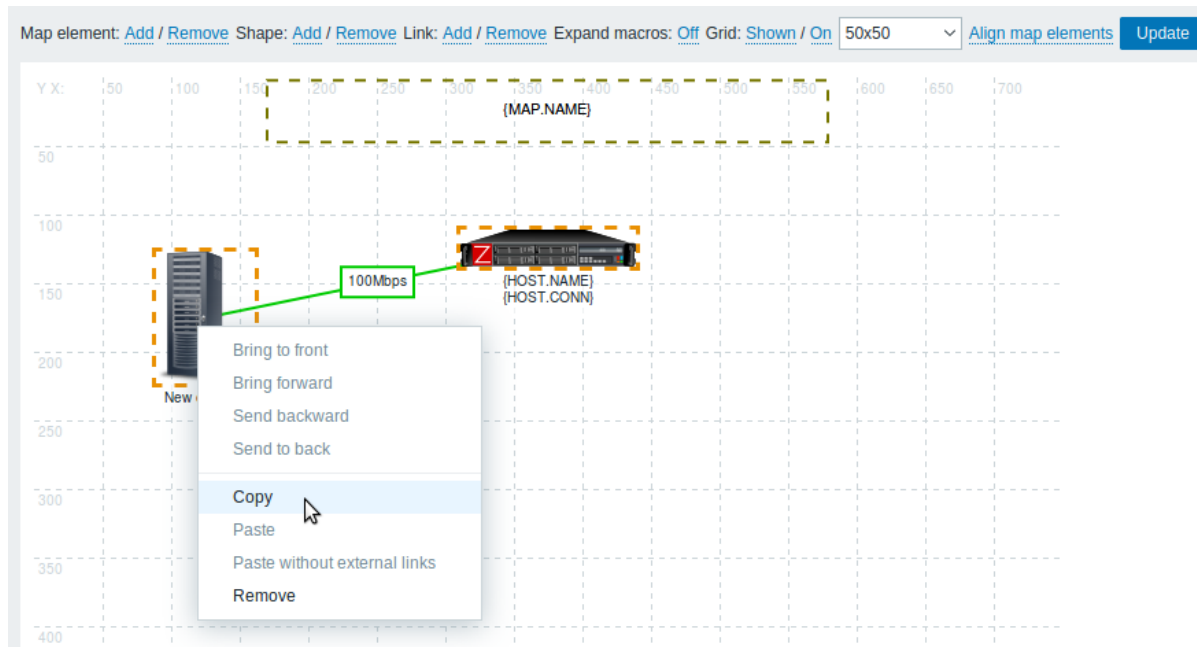 Map element: Add / Remove Shape: Add / Remove Link: Add / Remove Expand macros: Off Grid: Shown / On 50x50 Align map elements Update
Y X: 50 100 150 200 250 300 350 400 450 500 550 600 650 700
{MAP.NAME}
50
100
Z
100Mbps
{HOST.NAME}
{HOST.CONN}
150
200
New
250
300
350
400
Bring to front
Bring forward
Send backward
Send to back
Copy
Paste
Paste without external links
Remove